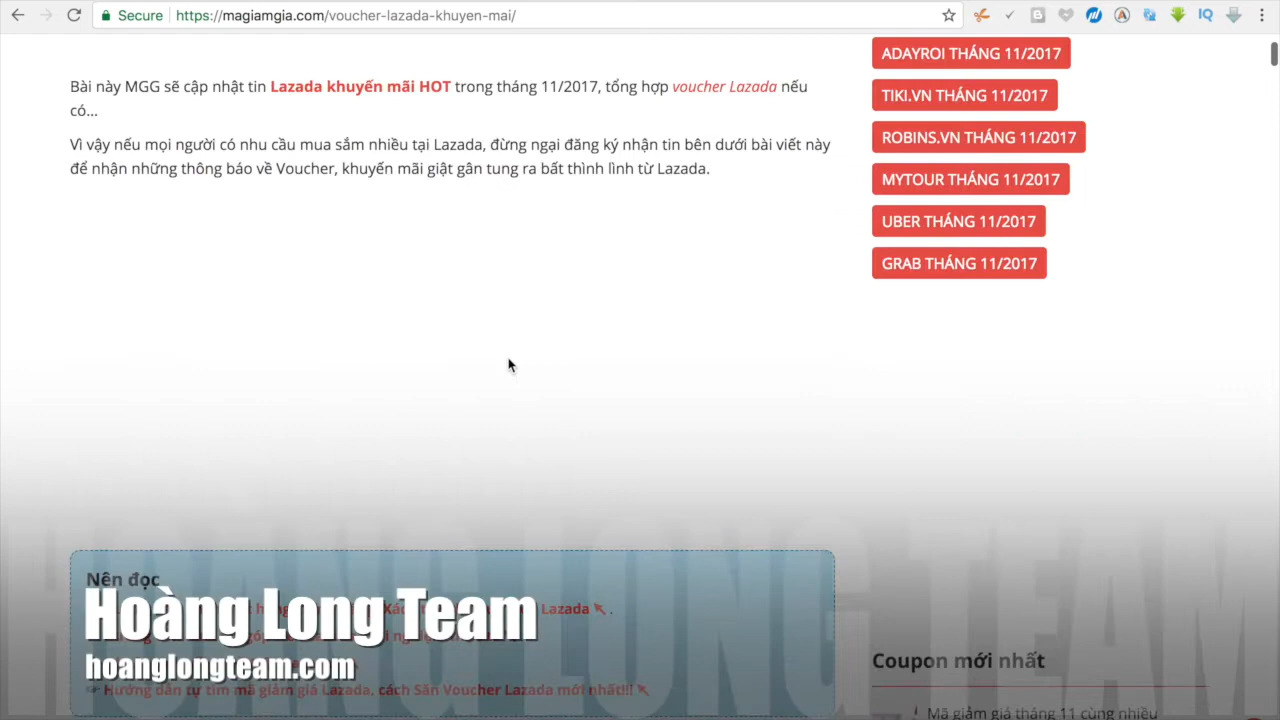 Secure
https://magiamgia.com/voucher-lazada-khuyen-mai/
IQ
Bài này MGG sẽ cập nhật tin Lazada khuyến mãi HOT trong tháng 11/2017, tổng hợp voucher Lazada nếu
có...
Vì vậy nếu mọi người có nhu cầu mua sắm nhiều tại Lazada, đừng ngại đăng ký nhận tin bên dưới bài viết này
để nhận những thông báo về Voucher, khuyến mãi giật gân tung ra bất thình lình từ Lazada.
ADAYROI THÁNG 11/2017
TIKI.VN THÁNG 11/2017
ROBINS.VN THÁNG 11/2017
MYTOUR THÁNG 11/2017
UBER THÁNG 11/2017
GRAB THÁNG 11/2017
HOÀNG LONG TEAM
Nên đọc
Lazada
Hoàng Long Team
hoanglongteam.com
Hướng dẫn tự tìm mã giảm giá Lazada, cách Săn Voucher Lazada mới nhất!!!
Coupon mới nhất
Mã giảm giá tháng 11 cùng nhiều